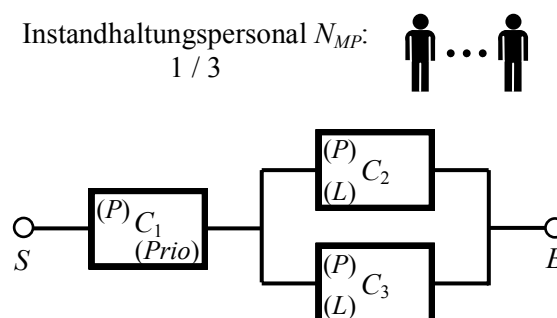 Instandhaltungspersonal N_MP:
1 / 3
(P) C_2
(L)
(P) C_1
(Prio)
S
E
(P) C_3
(L)